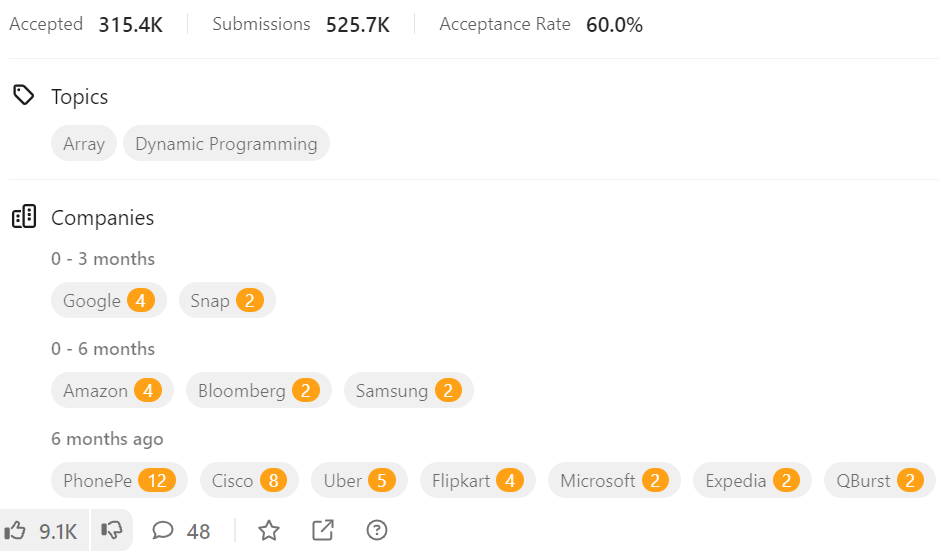 Accepted 315.4K Submissions 525.7K Acceptance Rate 60.0%
Topics
Array Dynamic Programming
Companies
0 - 3 months
Google 4 Snap 2
0 - 6 months
Amazon 4 Bloomberg 2 Samsung 2
6 months ago
PhonePe 12 Cisco 8 Uber 5 Flipkart 4 Microsoft 2 Expedia 2 QBurst 2
9.1K 48